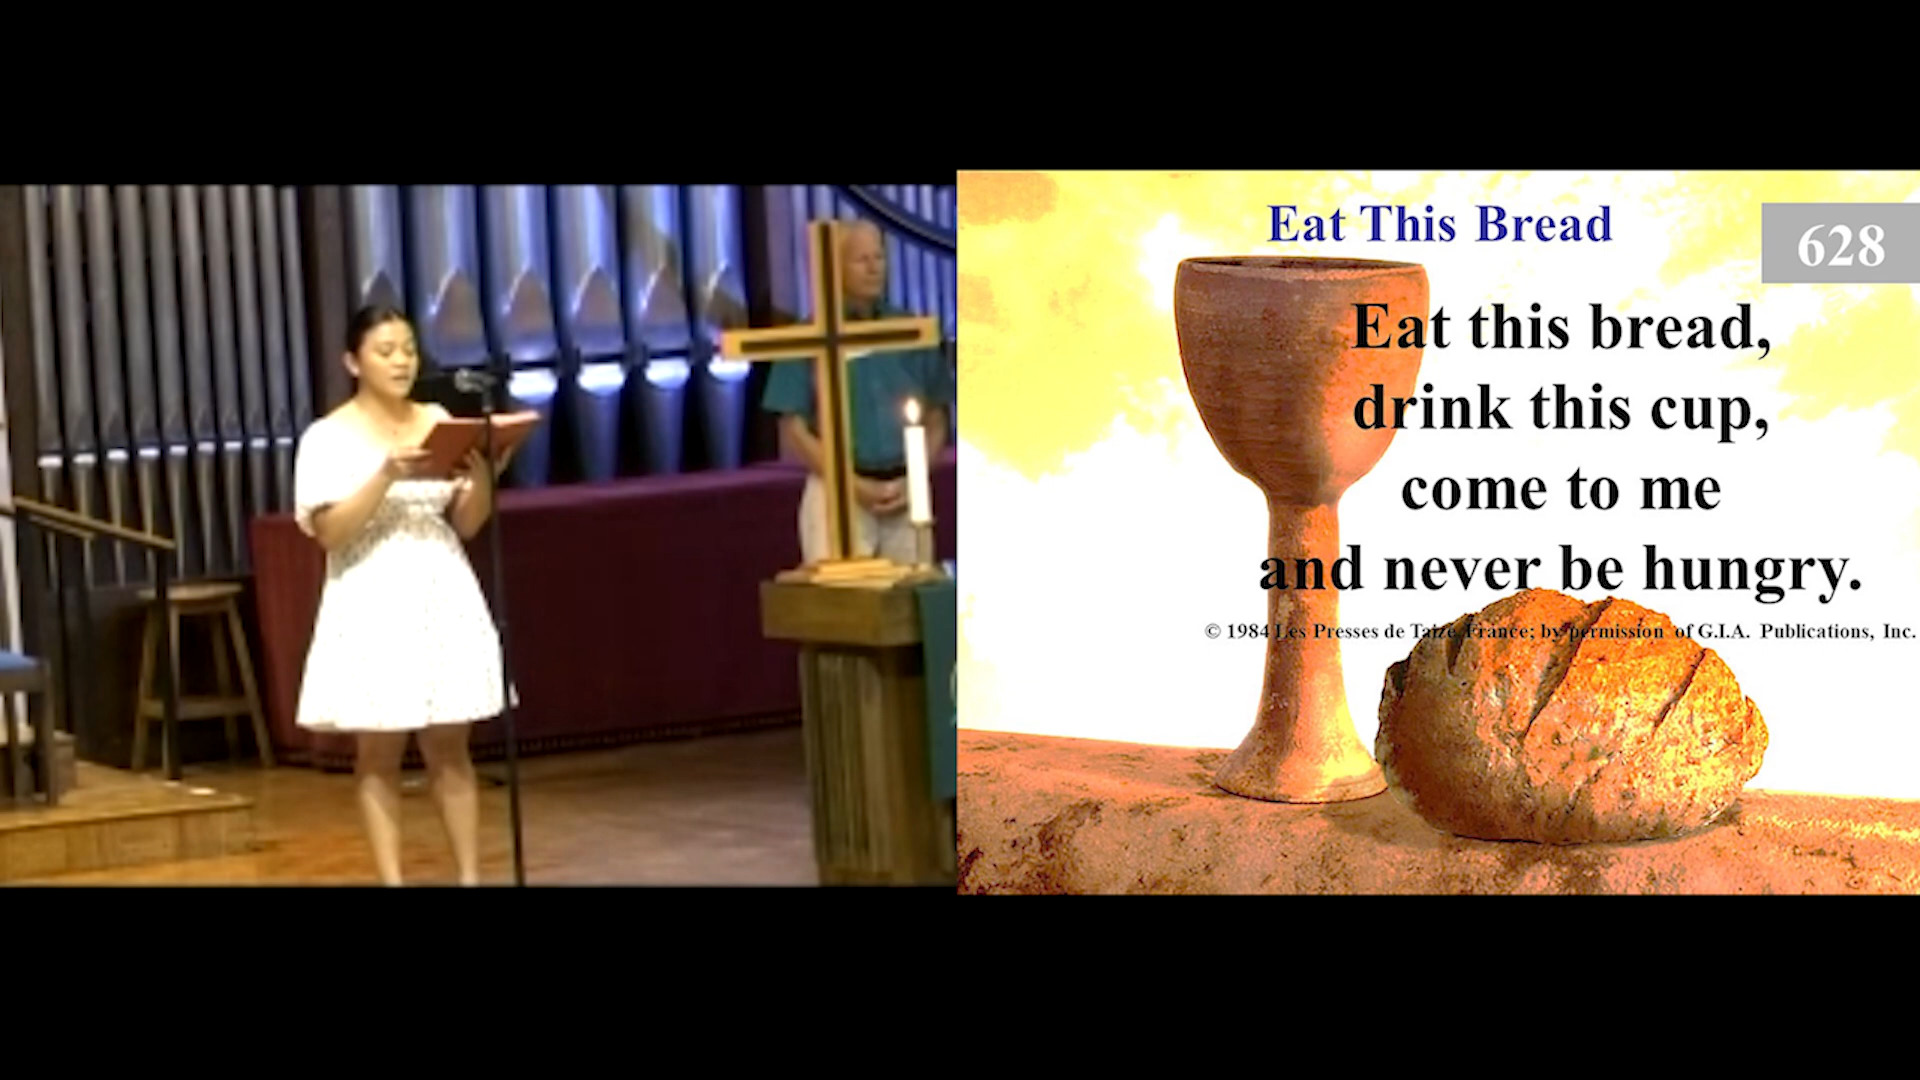 Eat This Bread
628
Eat this bread,
drink this cup,
come to me
and never be hungry.
© 1984 Les Presses de Taize, France; by permission of G.I.A. Publications, Inc.